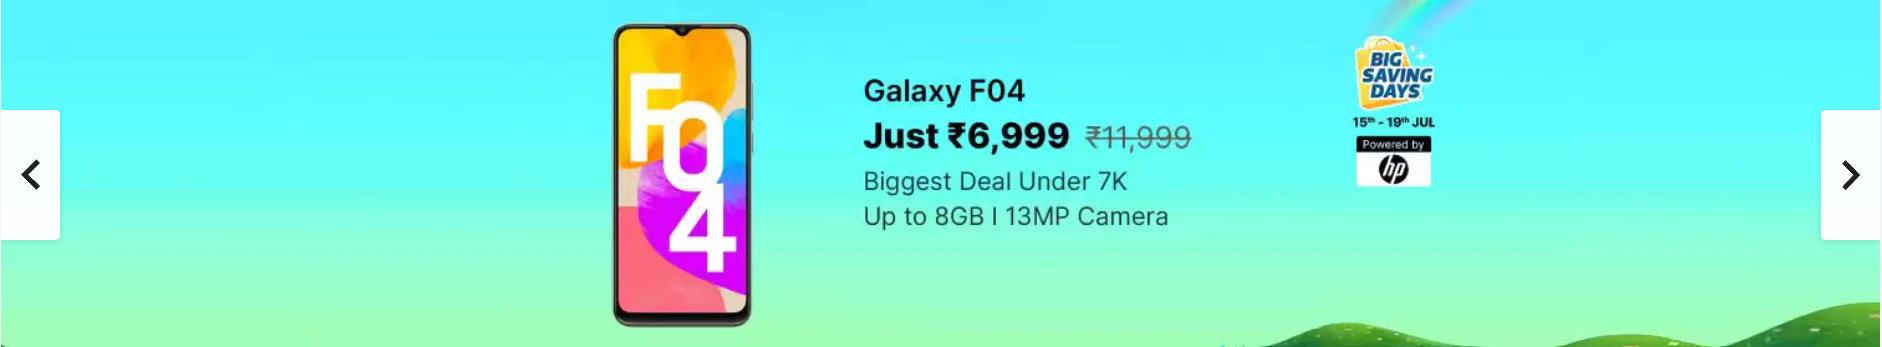 F04
Galaxy F04
Just ₹6,999 ₹11,999
Biggest Deal Under 7K
Up to 8GB I 13MP Camera
BIG
SAVING
DAYS
15th - 19th JUL
Powered by
hp